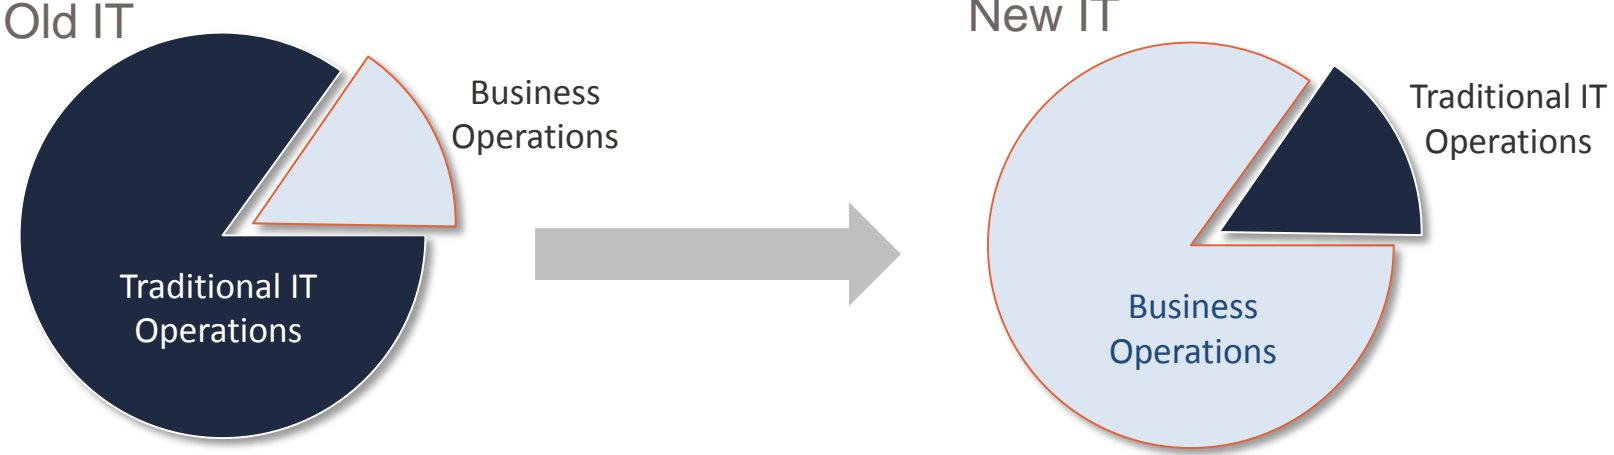 Old IT
Business
Operations
Traditional IT
Operations
New IT
Traditional IT
Operations
Business
Operations